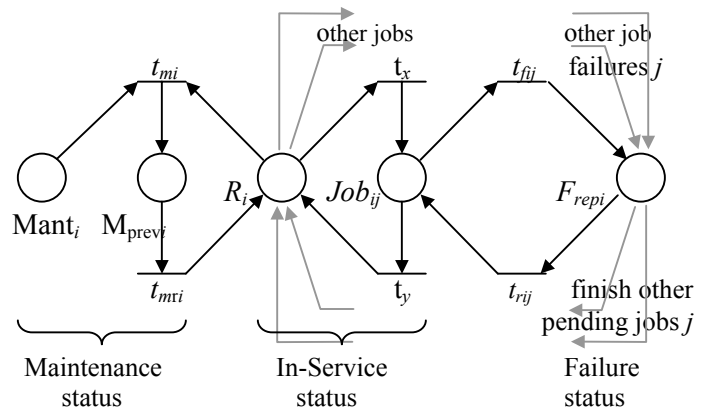 other jobs
other job
failures j
t_mi
t_x
t_fij
Mant_i
M_previ
R_i
Job_ij
F_repi
t_mri
t_y
t_rij
finish other
pending jobs j
Maintenance
status
In-Service
status
Failure
status